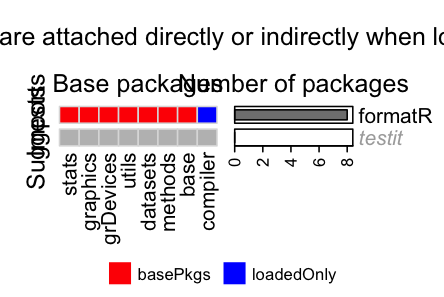 are attached directly or indirectly when lo
Base packages
Number of packages
formatR
testit
Suggests
stats
graphics
grDevices
utils
datasets
methods
base
compiler
0 2 4 6 8
basePkgs
loadedOnly